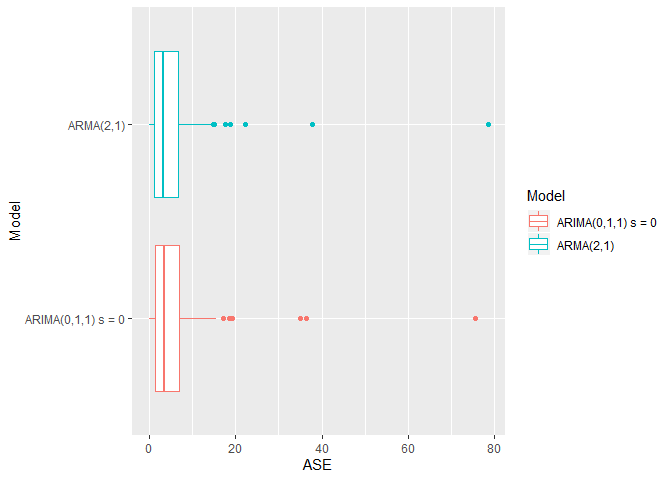 Model
ARMA(2,1)
ARIMA(0,1,1) s = 0
0 20 40 60 80
ASE
Model
ARIMA(0,1,1) s = 0
ARMA(2,1)